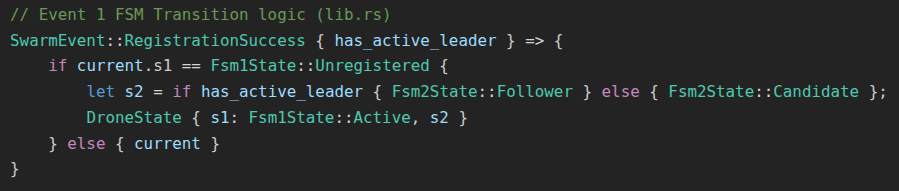 // Event 1 FSM Transition logic (lib.rs)
SwarmEvent::RegistrationSuccess { has_active_leader } => {
    if current.s1 == Fsm1State::Unregistered {
        let s2 = if has_active_leader { Fsm2State::Follower } else { Fsm2State::Candidate };
        DroneState { s1: Fsm1State::Active, s2 }
    } else { current }
}